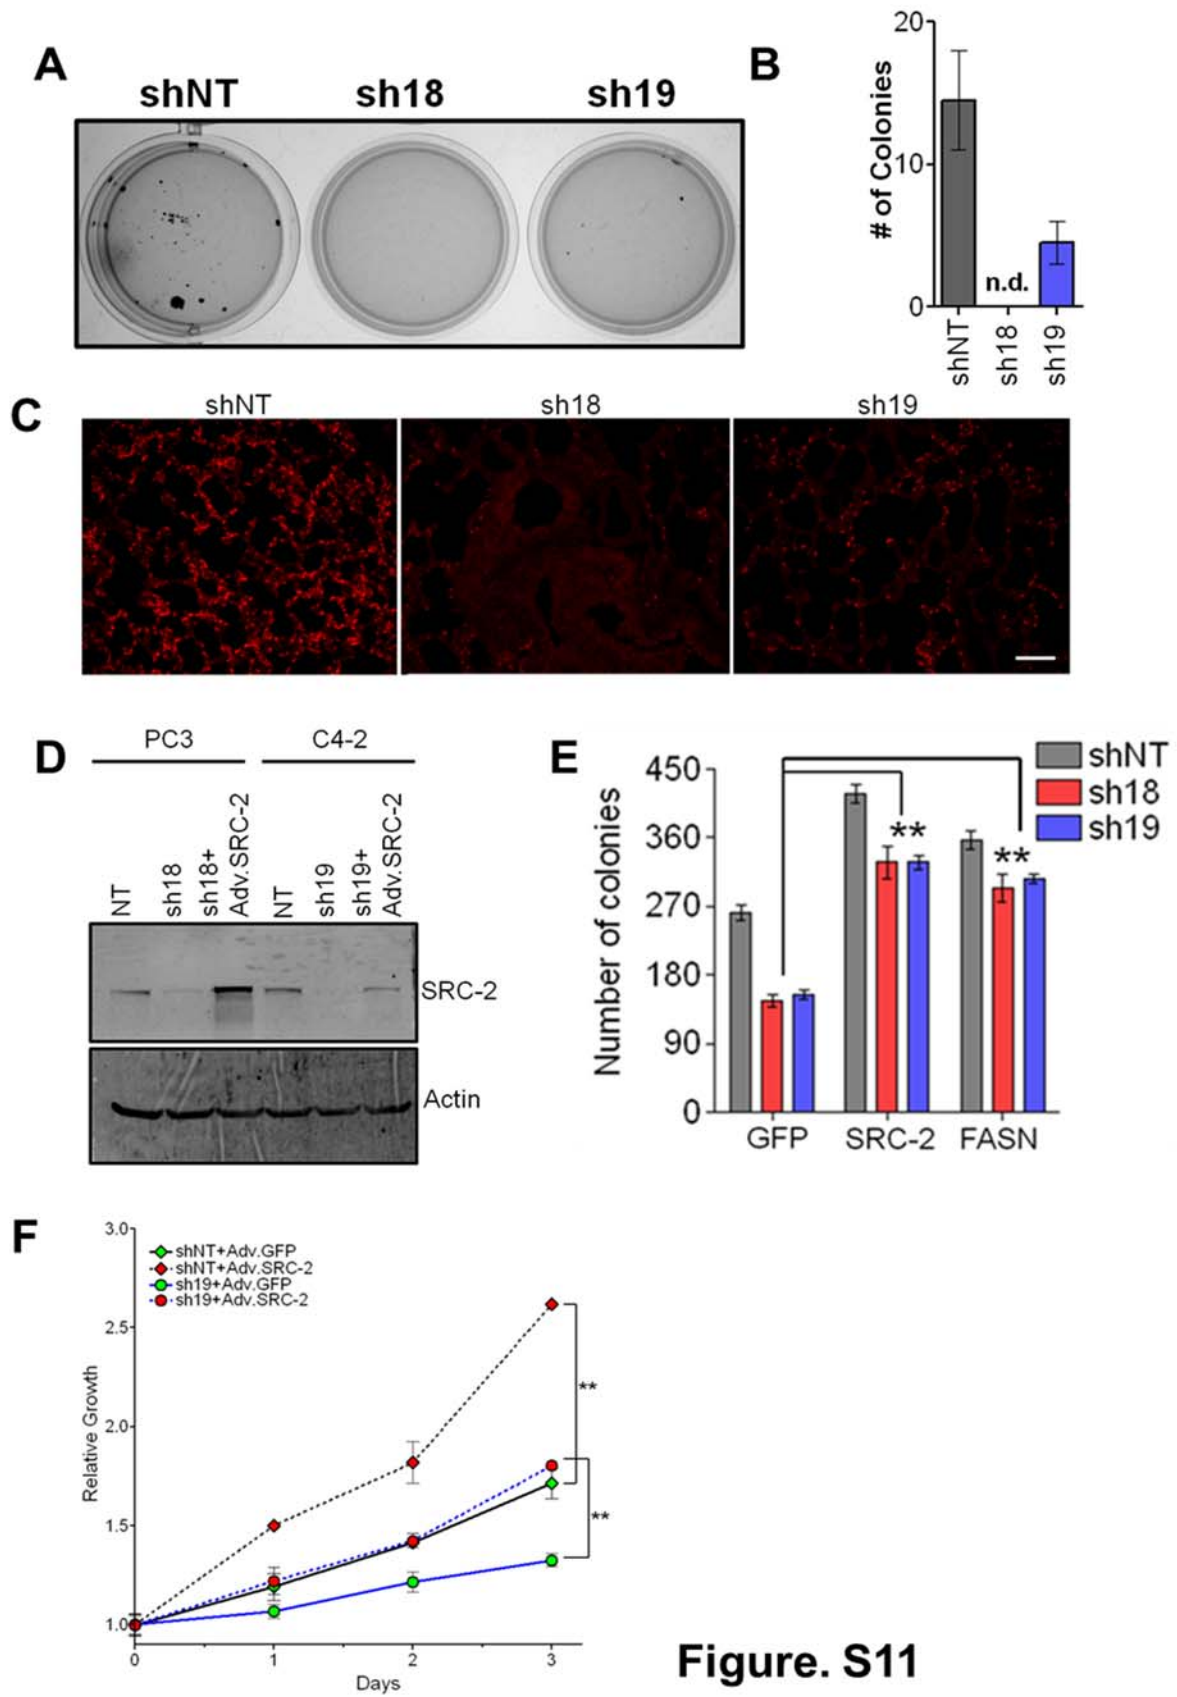 A
shNT sh18 sh19
B
# of Colonies
20
10
0
n.d.
shNT
sh18
sh19
C
shNT sh18 sh19
D
PC3 C4-2
NT
sh18
sh18+
Adv.SRC-2
NT
sh19
sh19+
Adv.SRC-2
SRC-2
Actin
E
Number of colonies
450
360
270
180
90
0
**
**
shNT
sh18
sh19
GFP SRC-2 FASN
F
Relative Growth
3.0
2.5
2.0
1.5
1.0
shNT+Adv.GFP
shNT+Adv.SRC-2
sh19+Adv.GFP
sh19+Adv.SRC-2
**
**
0 1 2 3
Days
Figure. S11